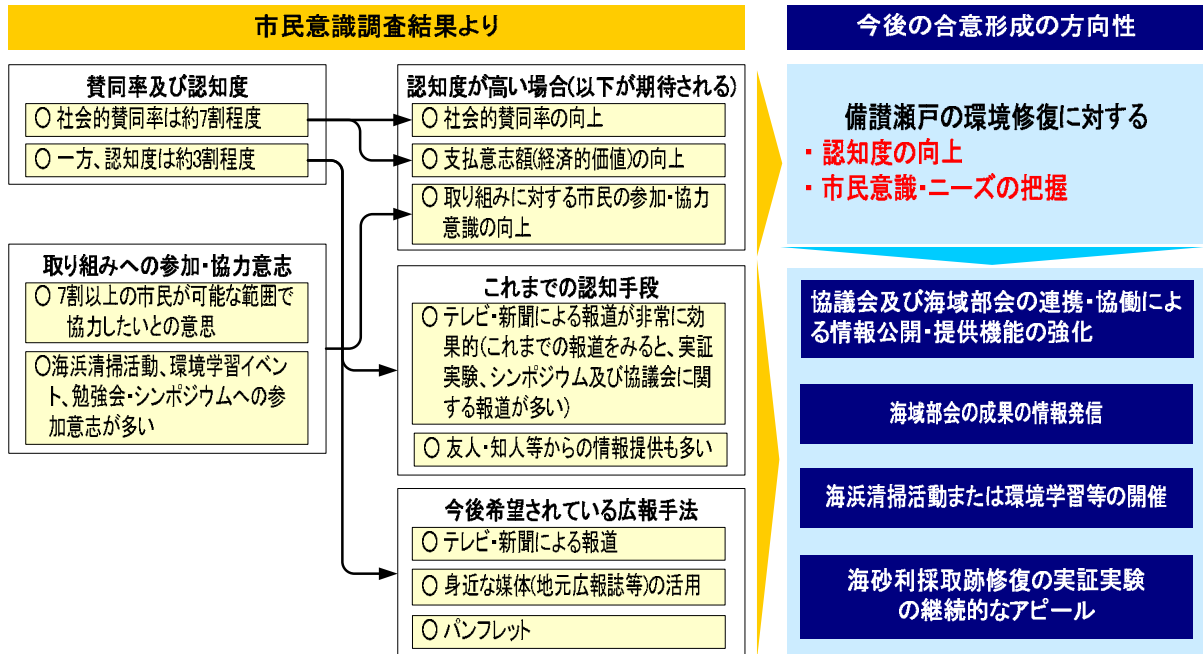 市民意識調査結果より
賛同率及び認知度
○ 社会的賛同率は約7割程度
○ 一方、認知度は約3割程度
取り組みへの参加・協力意志
○ 7割以上の市民が可能な範囲で
協力したいとの意思
○海浜清掃活動、環境学習イベン
ト、勉強会・シンポジウムへの参
加意志が多い
認知度が高い場合(以下が期待される)
○ 社会的賛同率の向上
○ 支払意志額(経済的価値)の向上
○ 取り組みに対する市民の参加・協力
意識の向上
これまでの認知手段
○ テレビ・新聞による報道が非常に効
果的(これまでの報道をみると、実証
実験、シンポジウム及び協議会に関
する報道が多い)
○ 友人・知人等からの情報提供も多い
今後希望されている広報手法
○ テレビ・新聞による報道
○ 身近な媒体(地元広報誌等)の活用
○ パンフレット
今後の合意形成の方向性
備讃瀬戸の環境修復に対する
・ 認知度の向上
・ 市民意識・ニーズの把握
協議会及び海域部会の連携・協働によ
る情報公開・提供機能の強化
海域部会の成果の情報発信
海浜清掃活動または環境学習等の開催
海砂利採取跡修復の実証実験
の継続的なアピール